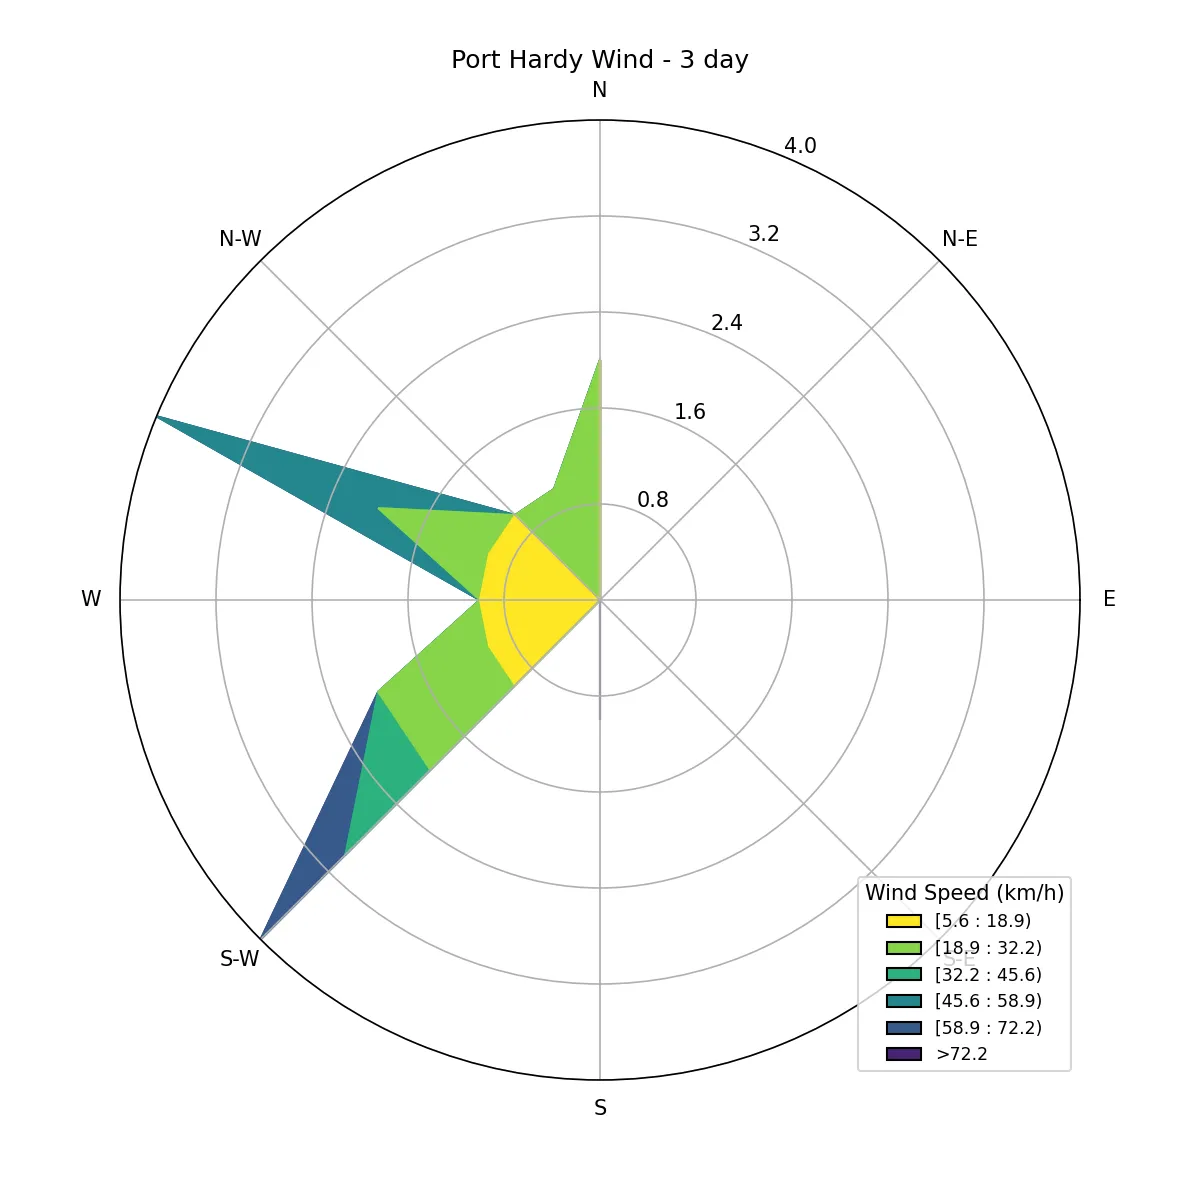 Port Hardy Wind - 3 day
N
4.0
N-W
N-E
3.2
2.4
1.6
0.8
W
E
S-W
S-E
Wind Speed (km/h)
[5.6 : 18.9)
[18.9 : 32.2)
[32.2 : 45.6)
[45.6 : 58.9)
[58.9 : 72.2)
>72.2
S